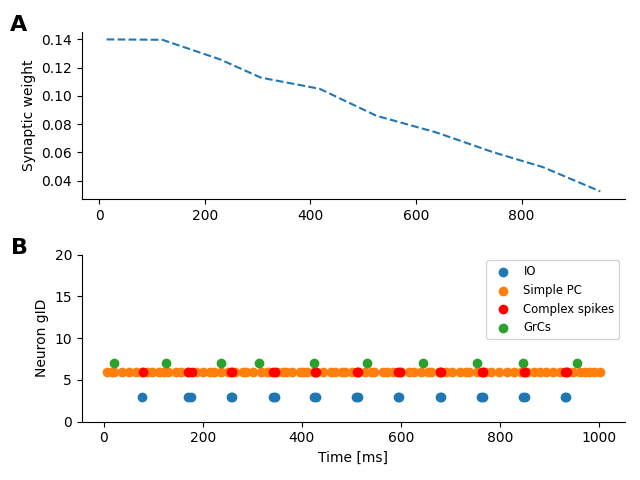 A
0.14
0.12
0.10
0.08
0.06
0.04
Synaptic weight
0 200 400 600 800
B
20
15
10
5
0
Neuron gID
IO
Simple PC
Complex spikes
GrCs
0 200 400 600 800 1000
Time [ms]